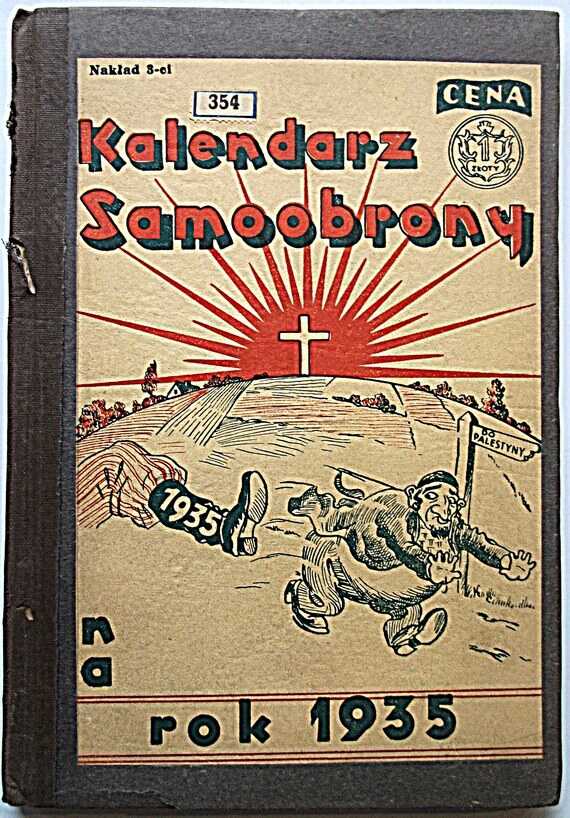 Nakład 3-ci
354
CENA
1
ZŁOTY
Kalendarz
Samoobrony
DO
PALESTYNY
1935
na
rok 1935